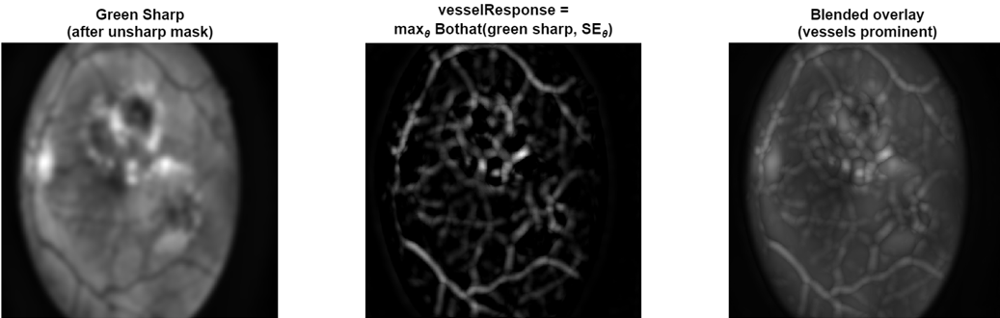 Green Sharp
(after unsharp mask)
vesselResponse =
maxθ Bothat(green sharp, SEθ)
Blended overlay
(vessels prominent)